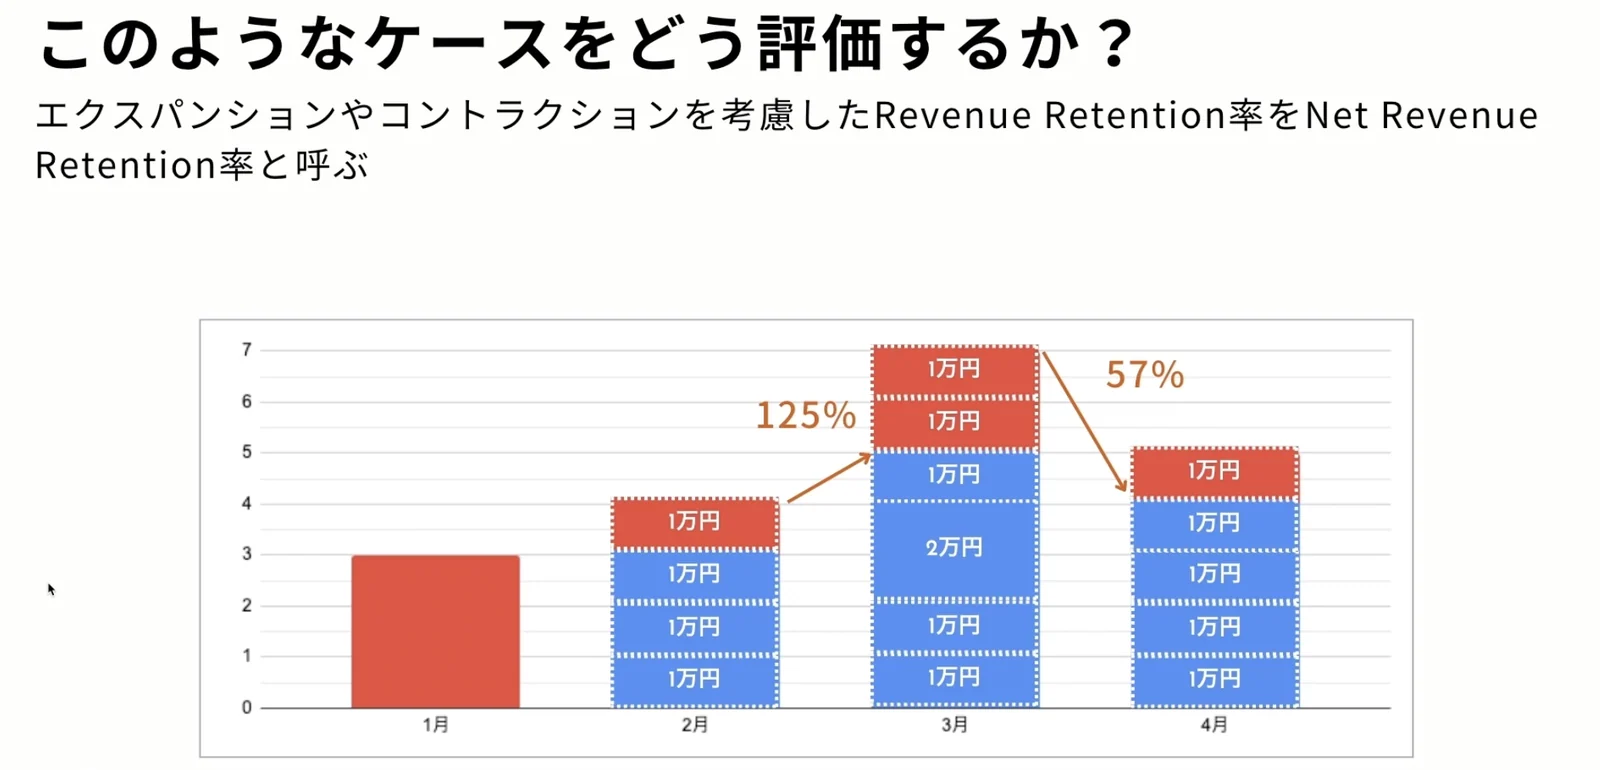 このようなケースをどう評価するか？
エクスパンションやコントラクションを考慮したRevenue Retention率をNet Revenue
Retention率と呼ぶ
7
6
5
4
3
2
1
0
125%
57%
1万円
1万円
1万円
1万円
1万円
1万円
1万円
2万円
1万円
1万円
1万円
1万円
1万円
1万円
1万円
1月
2月
3月
4月